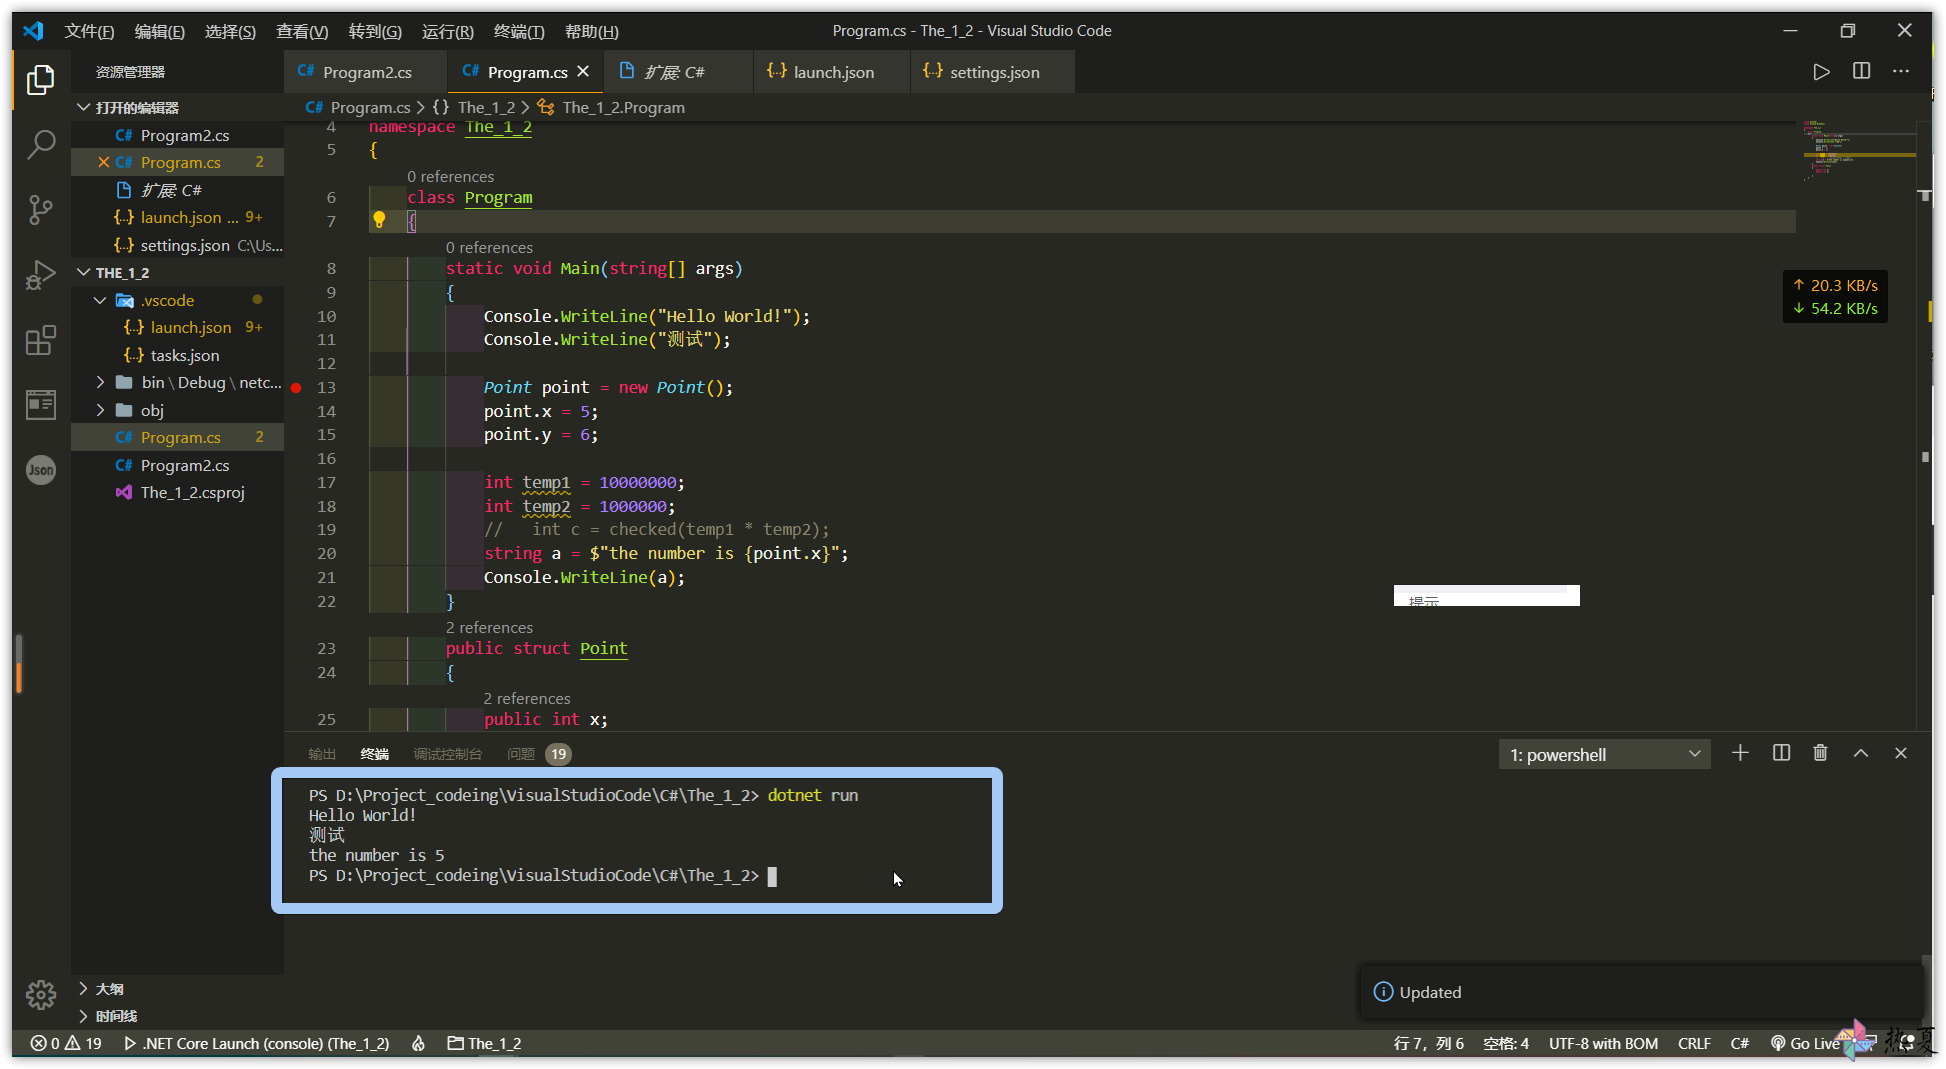 文件(F) 编辑(E) 选择(S) 查看(V) 转到(G) 运行(R) 终端(T) 帮助(H) Program.cs - The_1_2 - Visual Studio Code
资源管理器
C# Program2.cs C# Program.cs 扩展: C# {..} launch.json {..} settings.json
打开的编辑器
C# Program.cs > {} The_1_2 > The_1_2.Program
C# Program2.cs
C# Program.cs 2
扩展: C#
{..} launch.json ... 9+
{..} settings.json C:\Us...
THE_1_2
.vscode
{..} launch.json 9+
{..} tasks.json
bin \ Debug \ netc...
obj
C# Program.cs 2
C# Program2.cs
The_1_2.csproj
Json
大纲
时间线
4 namespace The_1_2
5 {
0 references
6 class Program
7 {
0 references
8 static void Main(string[] args)
9 {
10 Console.WriteLine("Hello World!");
11 Console.WriteLine("测试");
12
13 Point point = new Point();
14 point.x = 5;
15 point.y = 6;
16
17 int temp1 = 10000000;
18 int temp2 = 1000000;
19 //   int c = checked(temp1 * temp2);
20 string a = $"the number is {point.x}";
21 Console.WriteLine(a);
22 }
2 references
23 public struct Point
24 {
2 references
25 public int x;
↑ 20.3 KB/s
↓ 54.2 KB/s
提示
输出 终端 调试控制台 问题 19 1: powershell
PS D:\Project_codeing\VisualStudioCode\C#\The_1_2> dotnet run
Hello World!
测试
the number is 5
PS D:\Project_codeing\VisualStudioCode\C#\The_1_2>
Updated
0 19 .NET Core Launch (console) (The_1_2) The_1_2 行 7，列 6 空格: 4 UTF-8 with BOM CRLF C# Go Live
热夏